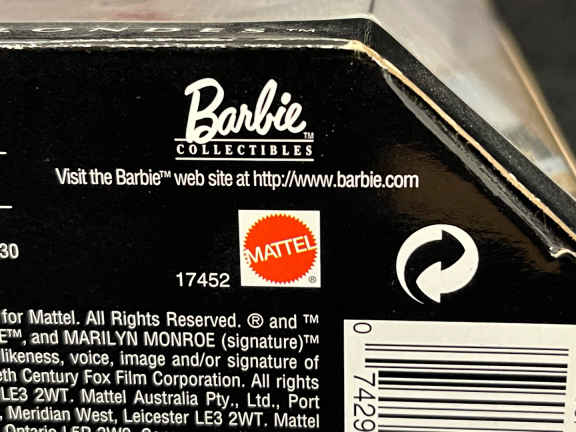 ONDES™
Barbie™
COLLECTIBLES
Visit the Barbie™ web site at http://www.barbie.com
30
MATTEL®
17452
for Mattel. All Rights Reserved. ® and ™
E™, and MARILYN MONROE (signature)™
likeness, voice, image and/or signature of
eth Century Fox Film Corporation. All rights
LE3 2WT. Mattel Australia Pty., Ltd., Port
, Meridian West, Leicester LE3 2WT. Mattel
0
7429